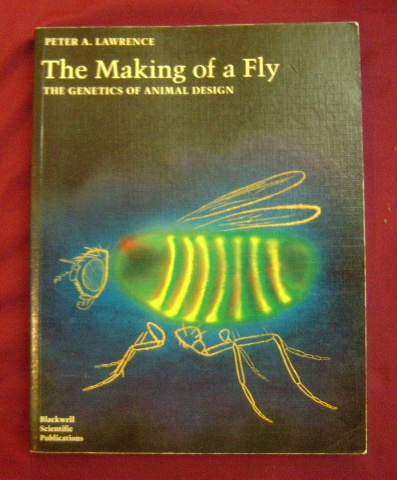 PETER A. LAWRENCE
The Making of a Fly
THE GENETICS OF ANIMAL DESIGN
Blackwell
Scientific
Publications